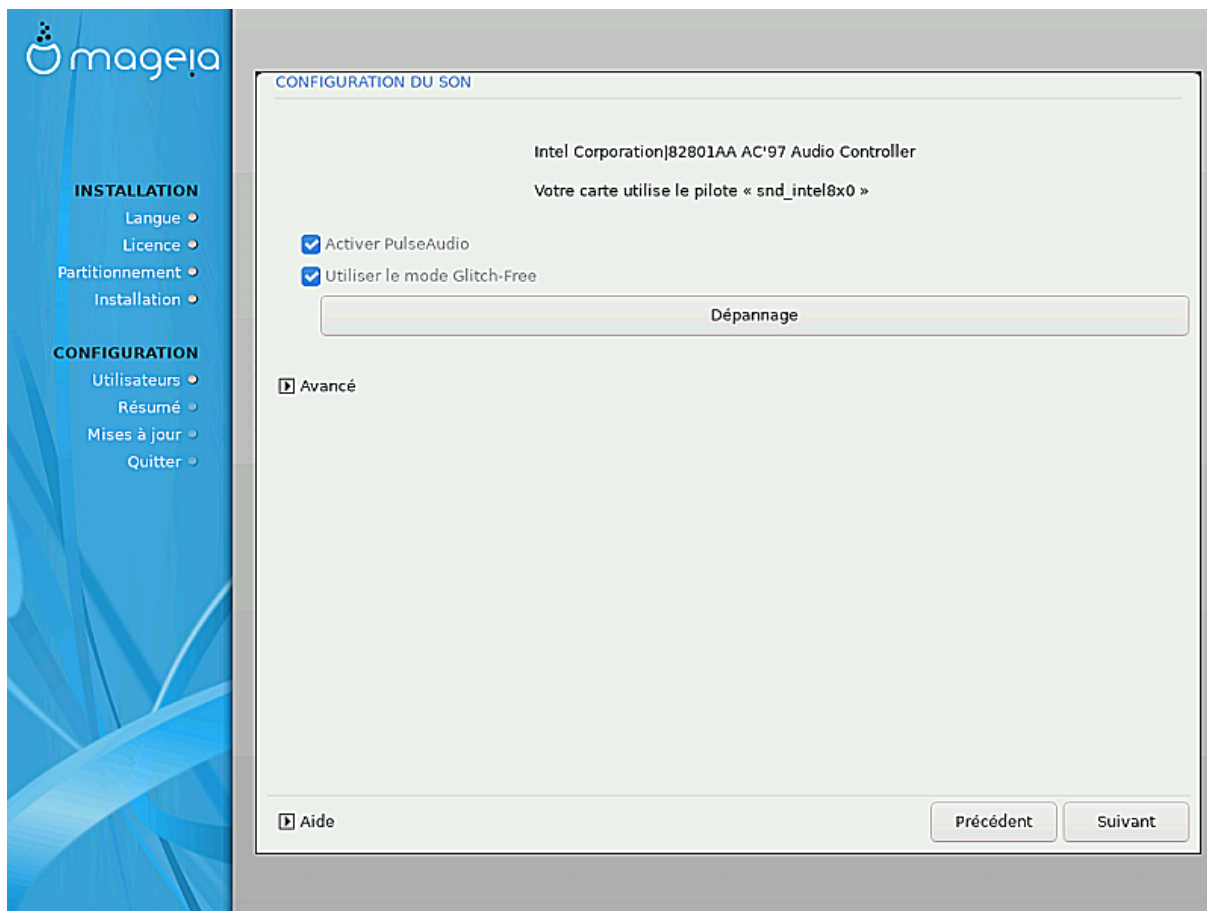 mageia
INSTALLATION
Langue
Licence
Partitionnement
Installation
CONFIGURATION
Utilisateurs
Résumé
Mises à jour
Quitter
CONFIGURATION DU SON
Intel Corporation|82801AA AC'97 Audio Controller
Votre carte utilise le pilote « snd_intel8x0 »
Activer PulseAudio
Utiliser le mode Glitch-Free
Dépannage
Avancé
Aide
Précédent
Suivant